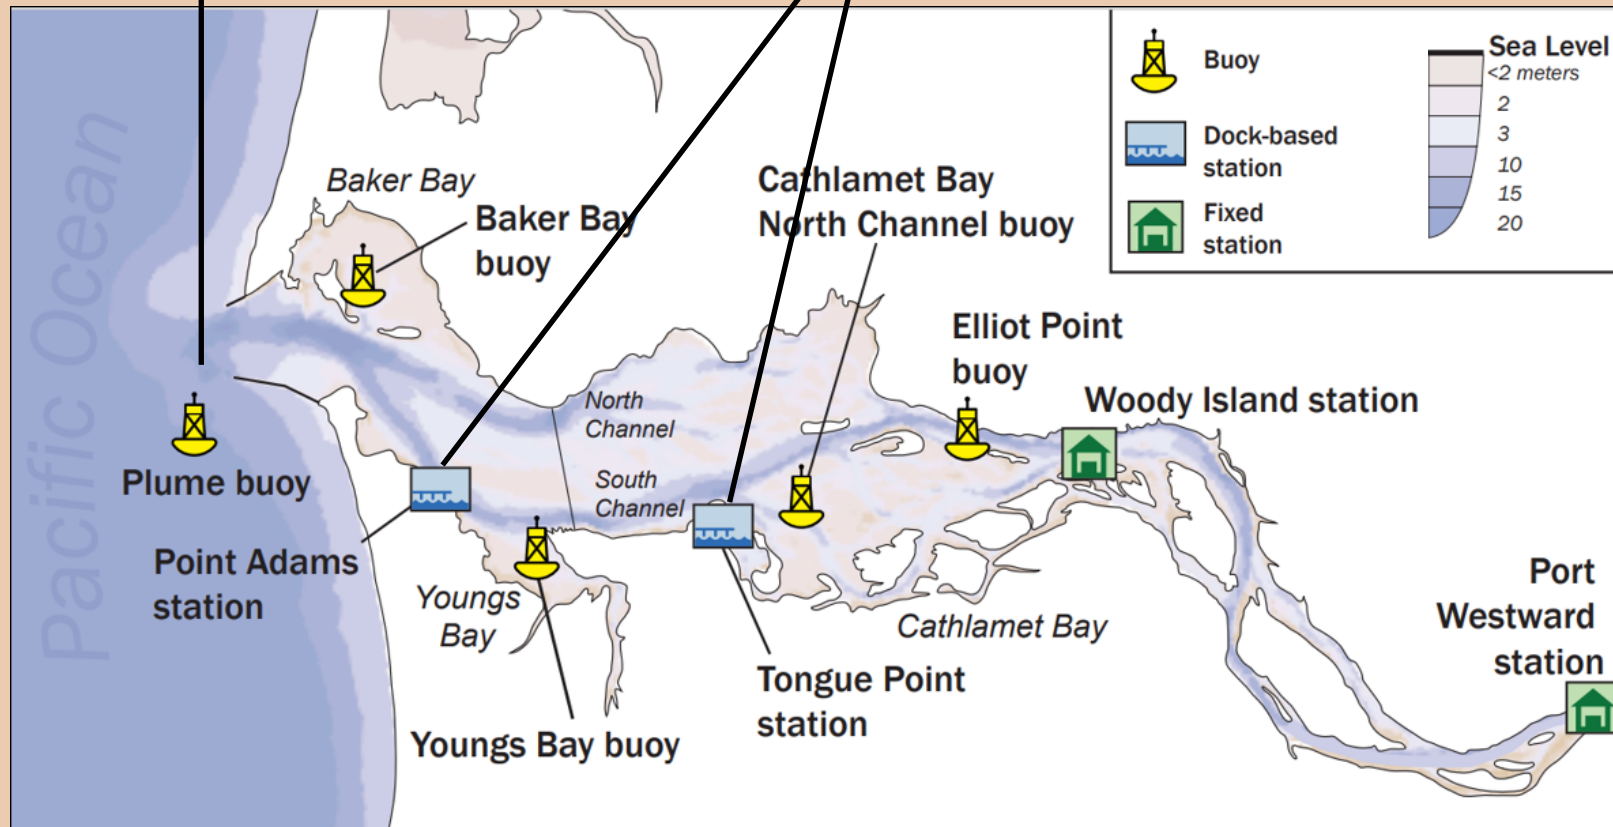 Pacific Ocean
Baker Bay
Baker Bay
buoy
Cathlamet Bay
North Channel buoy
Buoy
Dock-based
station
Fixed
station
Sea Level
<2 meters
2
3
10
15
20
Elliot Point
buoy
Woody Island station
North
Channel
South
Channel
Plume buoy
Point Adams
station
Youngs
Bay
Youngs Bay buoy
Tongue Point
station
Cathlamet Bay
Port
Westward
station